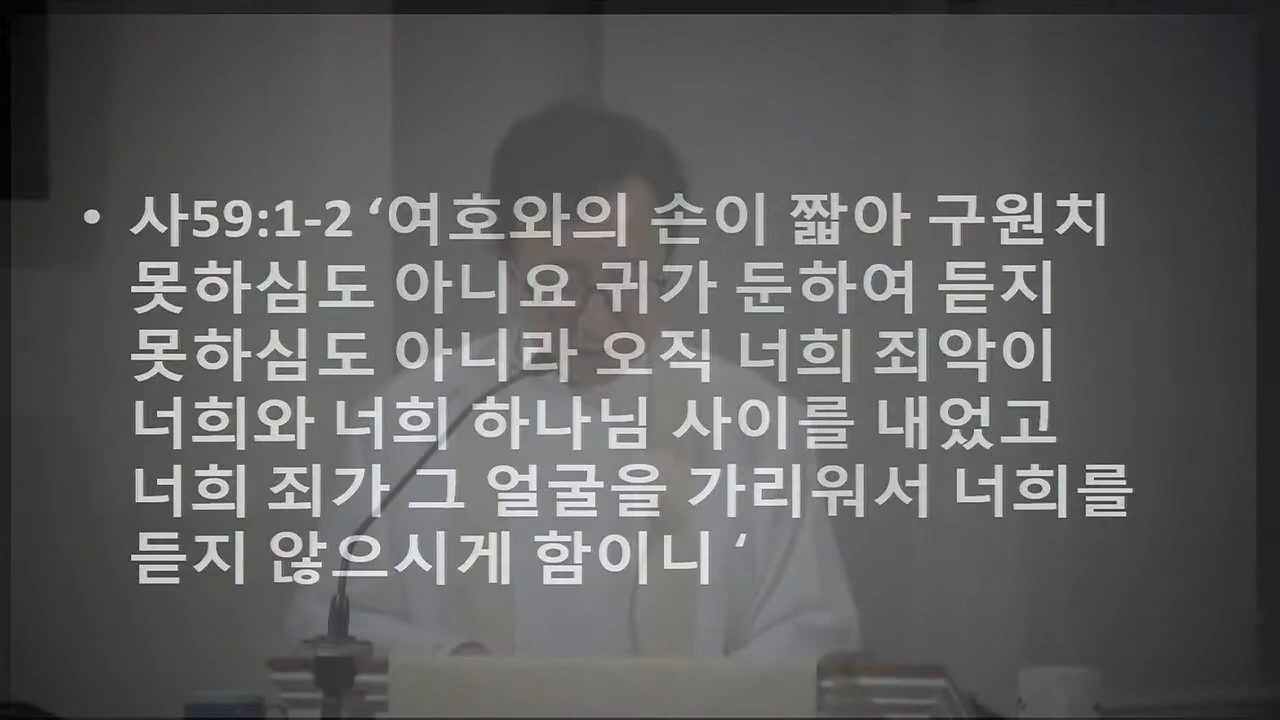 • 사59:1-2 ‘여호와의 손이 짧아 구원치
못하심도 아니요 귀가 둔하여 듣지
못하심도 아니라 오직 너희 죄악이
너희와 너희 하나님 사이를 내었고
너희 죄가 그 얼굴을 가리워서 너희를
듣지 않으시게 함이니 ‘